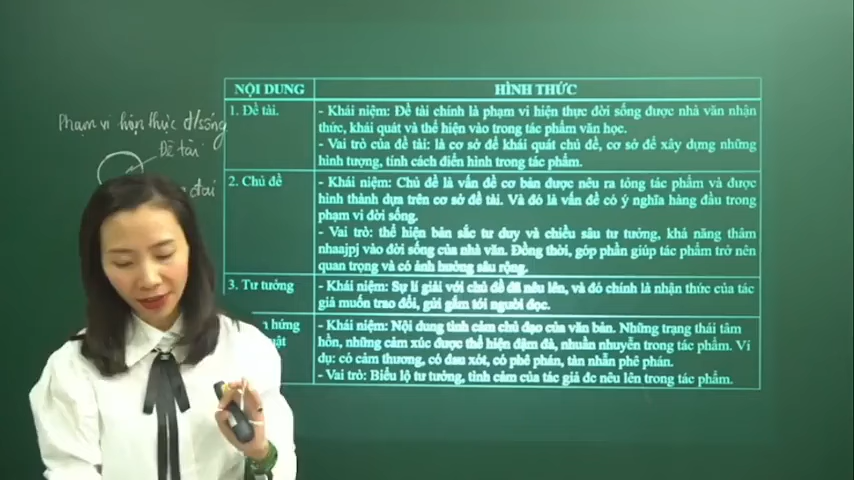 Phạm vi hiện thực đ/sống
Đề tài
đai
NỘI DUNG
HÌNH THỨC
1. Đề tài.
- Khái niệm: Đề tài chính là phạm vi hiện thực đời sống được nhà văn nhận
thức, khái quát và thể hiện vào trong tác phẩm văn học.
- Vai trò của đề tài: là cơ sở để khái quát chủ đề, cơ sở để xây dựng những
hình tượng, tính cách điển hình trong tác phẩm.
2. Chủ đề
- Khái niệm: Chủ đề là vấn đề cơ bản được nêu ra tỏng tác phẩm và được
hình thành dựa trên cơ sở đề tài. Và đó là vấn đề có ý nghĩa hàng đầu trong
phạm vi đời sống.
- Vai trò: thể hiện bản sắc tư duy và chiều sâu tư tưởng, khả năng thâm
nhaajpj vào đời sống của nhà văn. Đồng thời, góp phần giúp tác phẩm trở nên
quan trọng và có ảnh hưởng sâu rộng.
3. Tư tưởng
- Khái niệm: Sự lí giải với chủ đề đã nêu lên, và đó chính là nhận thức của tác
giả muốn trao đổi, gửi gắm tới người đọc.
hứng
- Khái niệm: Nội dung tình cảm chủ đạo của văn bản. Những trạng thái tâm
hồn, những cảm xúc được thể hiện đậm đà, nhuần nhuyễn trong tác phẩm. Ví
dụ: có cảm thương, có đau xót, có phê phán, tàn nhẫn phê phán.
- Vai trò: Biểu lộ tư tưởng, tình cảm của tác giả đc nêu lên trong tác phẩm.